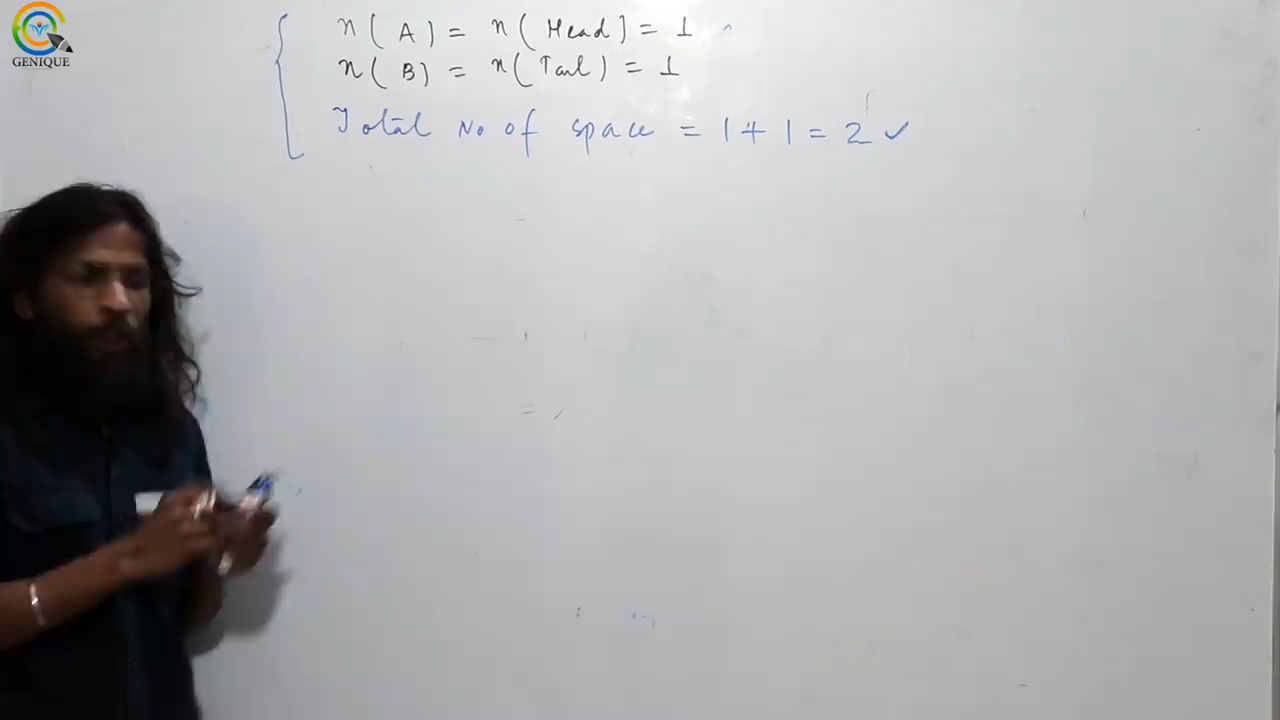 GENIQUE
n(A) = n(Head) = 1
n(B) = n(Tail) = 1
Total No of space = 1 + 1 = 2 ✓